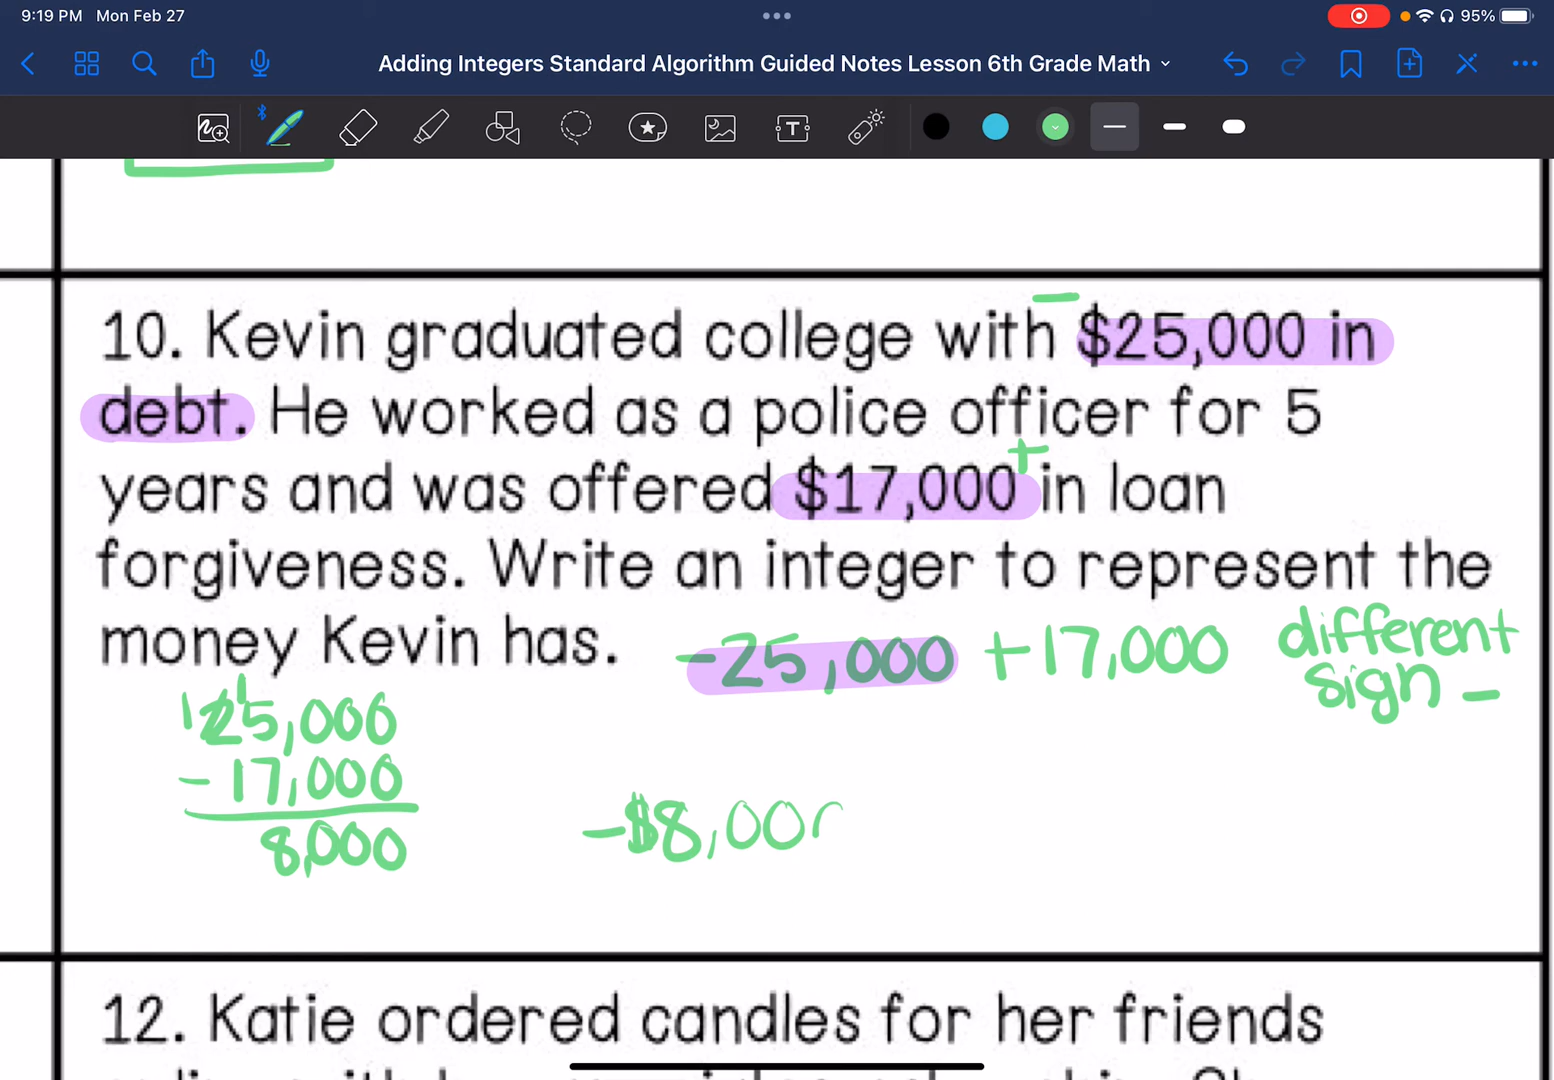 9:19 PM Mon Feb 27
95%
Adding Integers Standard Algorithm Guided Notes Lesson 6th Grade Math
10. Kevin graduated college with $25,000 in
debt. He worked as a police officer for 5
years and was offered $17,000 + in loan
forgiveness. Write an integer to represent the
money Kevin has.
-25,000 + 17,000
different
sign -
1 1
25,000
- 17,000
8,000
-$8,00
12. Katie ordered candles for her friends